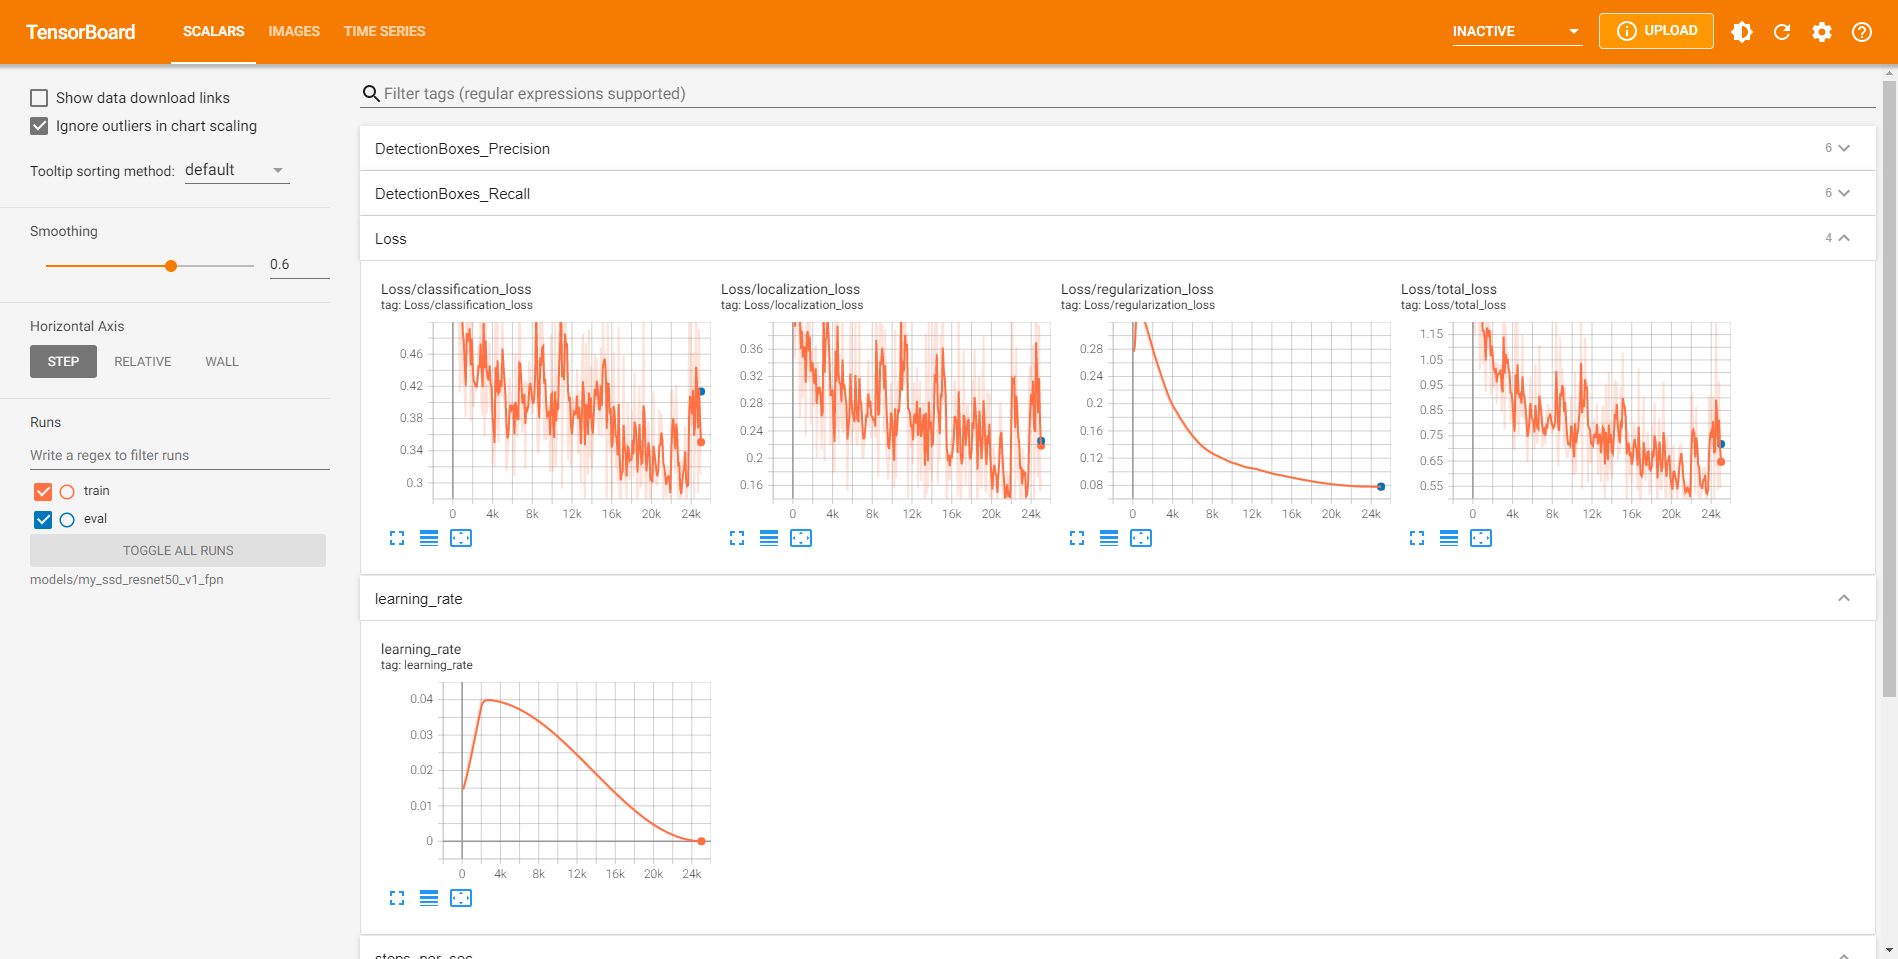 TensorBoard
SCALARS
IMAGES
TIME SERIES
INACTIVE
UPLOAD
Show data download links
Ignore outliers in chart scaling
Tooltip sorting method: default
Smoothing
0.6
Horizontal Axis
STEP
RELATIVE
WALL
Runs
Write a regex to filter runs
train
eval
TOGGLE ALL RUNS
models/my_ssd_resnet50_v1_fpn
Filter tags (regular expressions supported)
DetectionBoxes_Precision
6
DetectionBoxes_Recall
6
Loss
4
Loss/classification_loss
tag: Loss/classification_loss
0.46
0.42
0.38
0.34
0.3
0 4k 8k 12k 16k 20k 24k
Loss/localization_loss
tag: Loss/localization_loss
0.36
0.32
0.28
0.24
0.2
0.16
0 4k 8k 12k 16k 20k 24k
Loss/regularization_loss
tag: Loss/regularization_loss
0.28
0.24
0.2
0.16
0.12
0.08
0 4k 8k 12k 16k 20k 24k
Loss/total_loss
tag: Loss/total_loss
1.15
1.05
0.95
0.85
0.75
0.65
0.55
0 4k 8k 12k 16k 20k 24k
learning_rate
learning_rate
tag: learning_rate
0.04
0.03
0.02
0.01
0
0 4k 8k 12k 16k 20k 24k
steps_per_sec